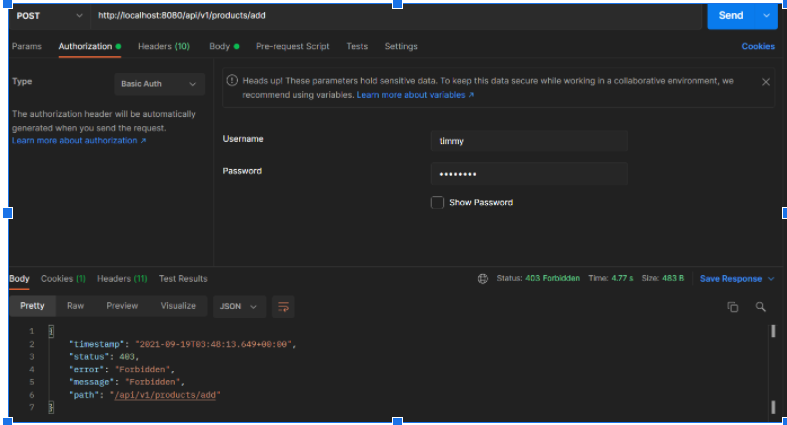 POST http://localhost:8080/api/v1/products/add Send
Params Authorization Headers (10) Body Pre-request Script Tests Settings Cookies
Type Basic Auth
Heads up! These parameters hold sensitive data. To keep this data secure while working in a collaborative environment, we
recommend using variables. Learn more about variables ↗
The authorization header will be automatically
generated when you send the request.
Learn more about authorization ↗
Username timmy
Password ••••••••
Show Password
Body Cookies (1) Headers (11) Test Results Status: 403 Forbidden Time: 4.77 s Size: 483 B Save Response
Pretty Raw Preview Visualize JSON
1 {
2 "timestamp": "2021-09-19T03:48:13.649+00:00",
3 "status": 403,
4 "error": "Forbidden",
5 "message": "Forbidden",
6 "path": "/api/v1/products/add"
7 }